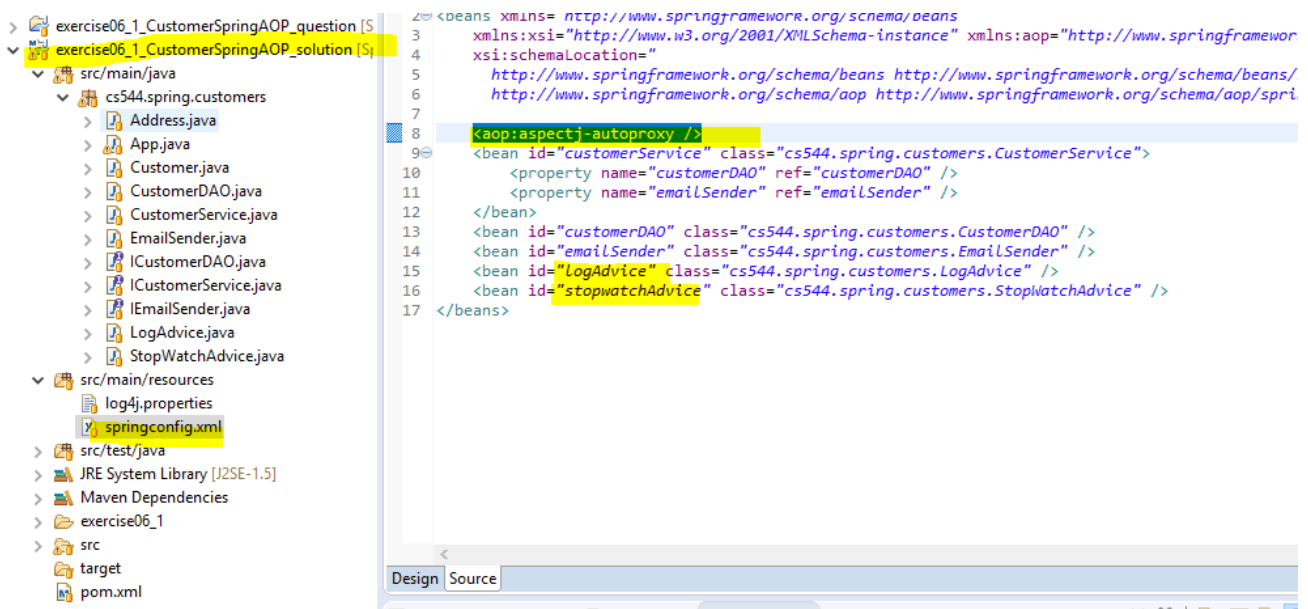 exercise06_1_CustomerSpringAOP_question [S
exercise06_1_CustomerSpringAOP_solution [Sp
src/main/java
cs544.spring.customers
Address.java
App.java
Customer.java
CustomerDAO.java
CustomerService.java
EmailSender.java
ICustomerDAO.java
ICustomerService.java
IEmailSender.java
LogAdvice.java
StopWatchAdvice.java
src/main/resources
log4j.properties
springconfig.xml
src/test/java
JRE System Library [J2SE-1.5]
Maven Dependencies
exercise06_1
src
target
pom.xml
2 <beans xmlns="http://www.springframework.org/schema/beans
3 xmlns:xsi="http://www.w3.org/2001/XMLSchema-instance" xmlns:aop="http://www.springframewor
4 xsi:schemaLocation="
5 http://www.springframework.org/schema/beans http://www.springframework.org/schema/beans/
6 http://www.springframework.org/schema/aop http://www.springframework.org/schema/aop/spri
7
8 <aop:aspectj-autoproxy />
9 <bean id="customerService" class="cs544.spring.customers.CustomerService">
10 <property name="customerDAO" ref="customerDAO" />
11 <property name="emailSender" ref="emailSender" />
12 </bean>
13 <bean id="customerDAO" class="cs544.spring.customers.CustomerDAO" />
14 <bean id="emailSender" class="cs544.spring.customers.EmailSender" />
15 <bean id="logAdvice" class="cs544.spring.customers.LogAdvice" />
16 <bean id="stopwatchAdvice" class="cs544.spring.customers.StopWatchAdvice" />
17 </beans>
Design Source